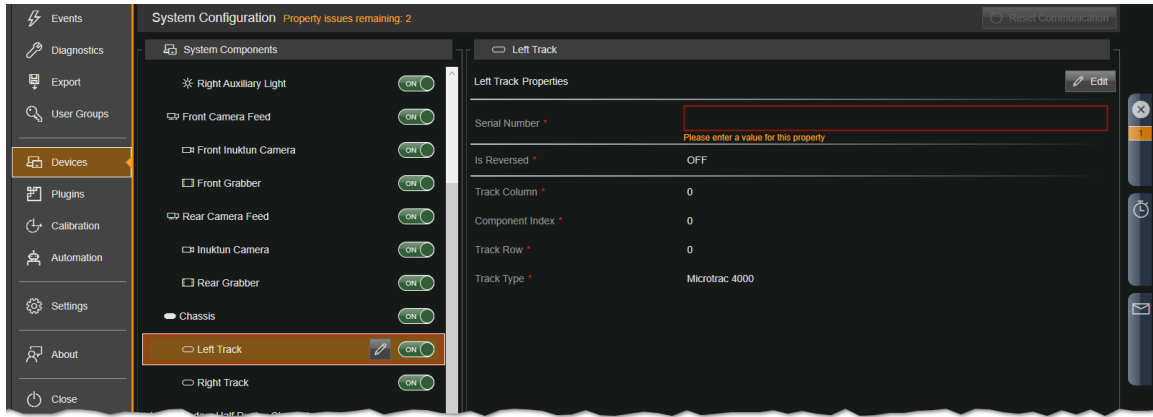 Events
Diagnostics
Export
User Groups
Devices
Plugins
Calibration
Automation
Settings
About
Close
System Configuration Property issues remaining: 2
Reset Communication
System Components
Right Auxiliary Light ON
Front Camera Feed ON
Front Inuktun Camera ON
Front Grabber ON
Rear Camera Feed ON
Inuktun Camera ON
Rear Grabber ON
Chassis ON
Left Track ON
Right Track ON
Left Track
Left Track Properties Edit
Serial Number *
Please enter a value for this property
Is Reversed * OFF
Track Column * 0
Component Index * 0
Track Row * 0
Track Type * Microtrac 4000
1